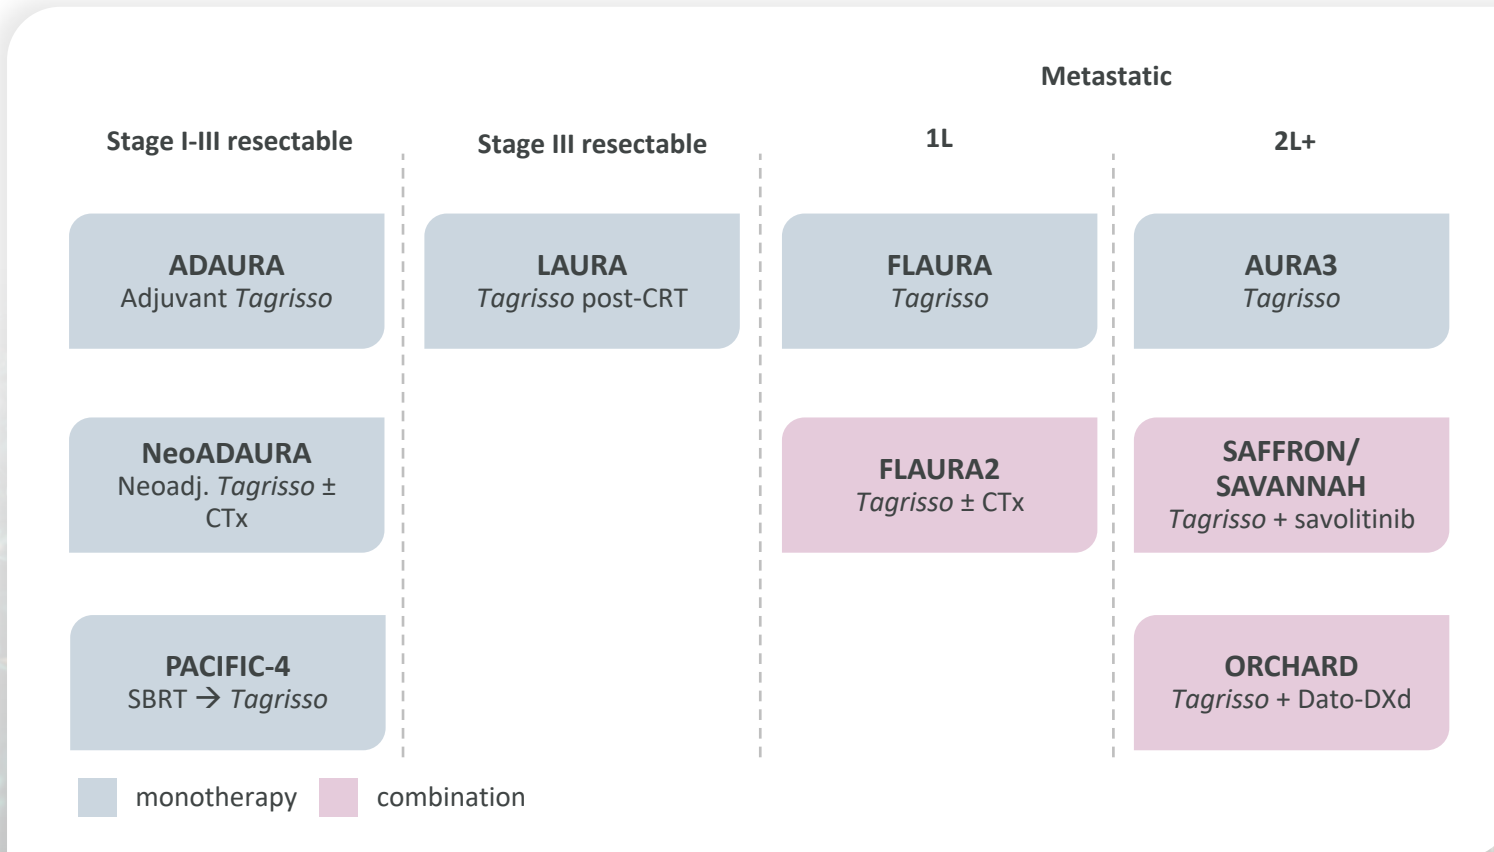 Metastatic
Stage I-III resectable
Stage III resectable
1L
2L+
ADAURA
Adjuvant Tagrisso
LAURA
Tagrisso post-CRT
FLAURA
Tagrisso
AURA3
Tagrisso
NeoADAURA
Neoadj. Tagrisso ±
CTx
FLAURA2
Tagrisso ± CTx
SAFFRON/
SAVANNAH
Tagrisso + savolitinib
PACIFIC-4
SBRT → Tagrisso
ORCHARD
Tagrisso + Dato-DXd
monotherapy
combination